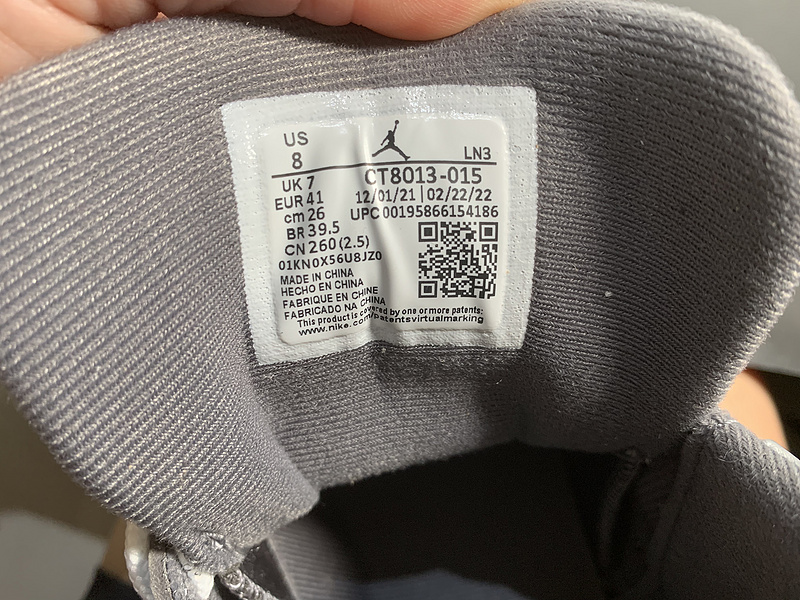 US
8
LN3
UK 7
CT8013-015
EUR 41
12/01/21 | 02/22/22
cm 26
UPC 00195866154186
BR 39.5
CN 260 (2.5)
01KN0X56U8JZ0
MADE IN CHINA
HECHO EN CHINA
FABRIQUE EN CHINE
FABRICADO NA CHINA
This product is covered by one or more patents:
www.nike.com/patentsvirtualmarking